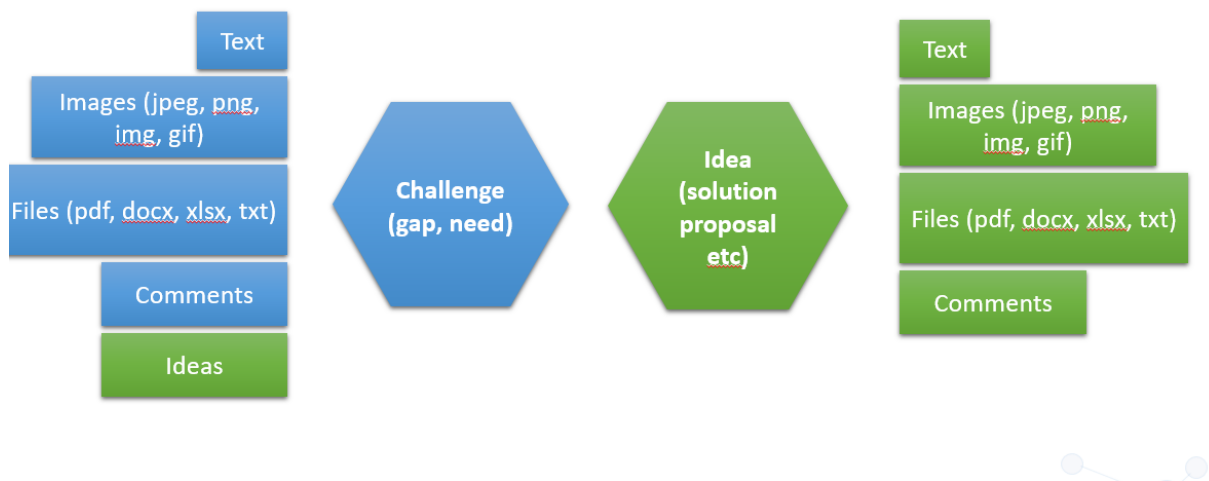 Text
Images (jpeg, png,
img, gif)
Files (pdf, docx, xlsx, txt)
Comments
Ideas
Challenge
(gap, need)
Idea
(solution
proposal
etc)
Text
Images (jpeg, png,
img, gif)
Files (pdf, docx, xlsx, txt)
Comments